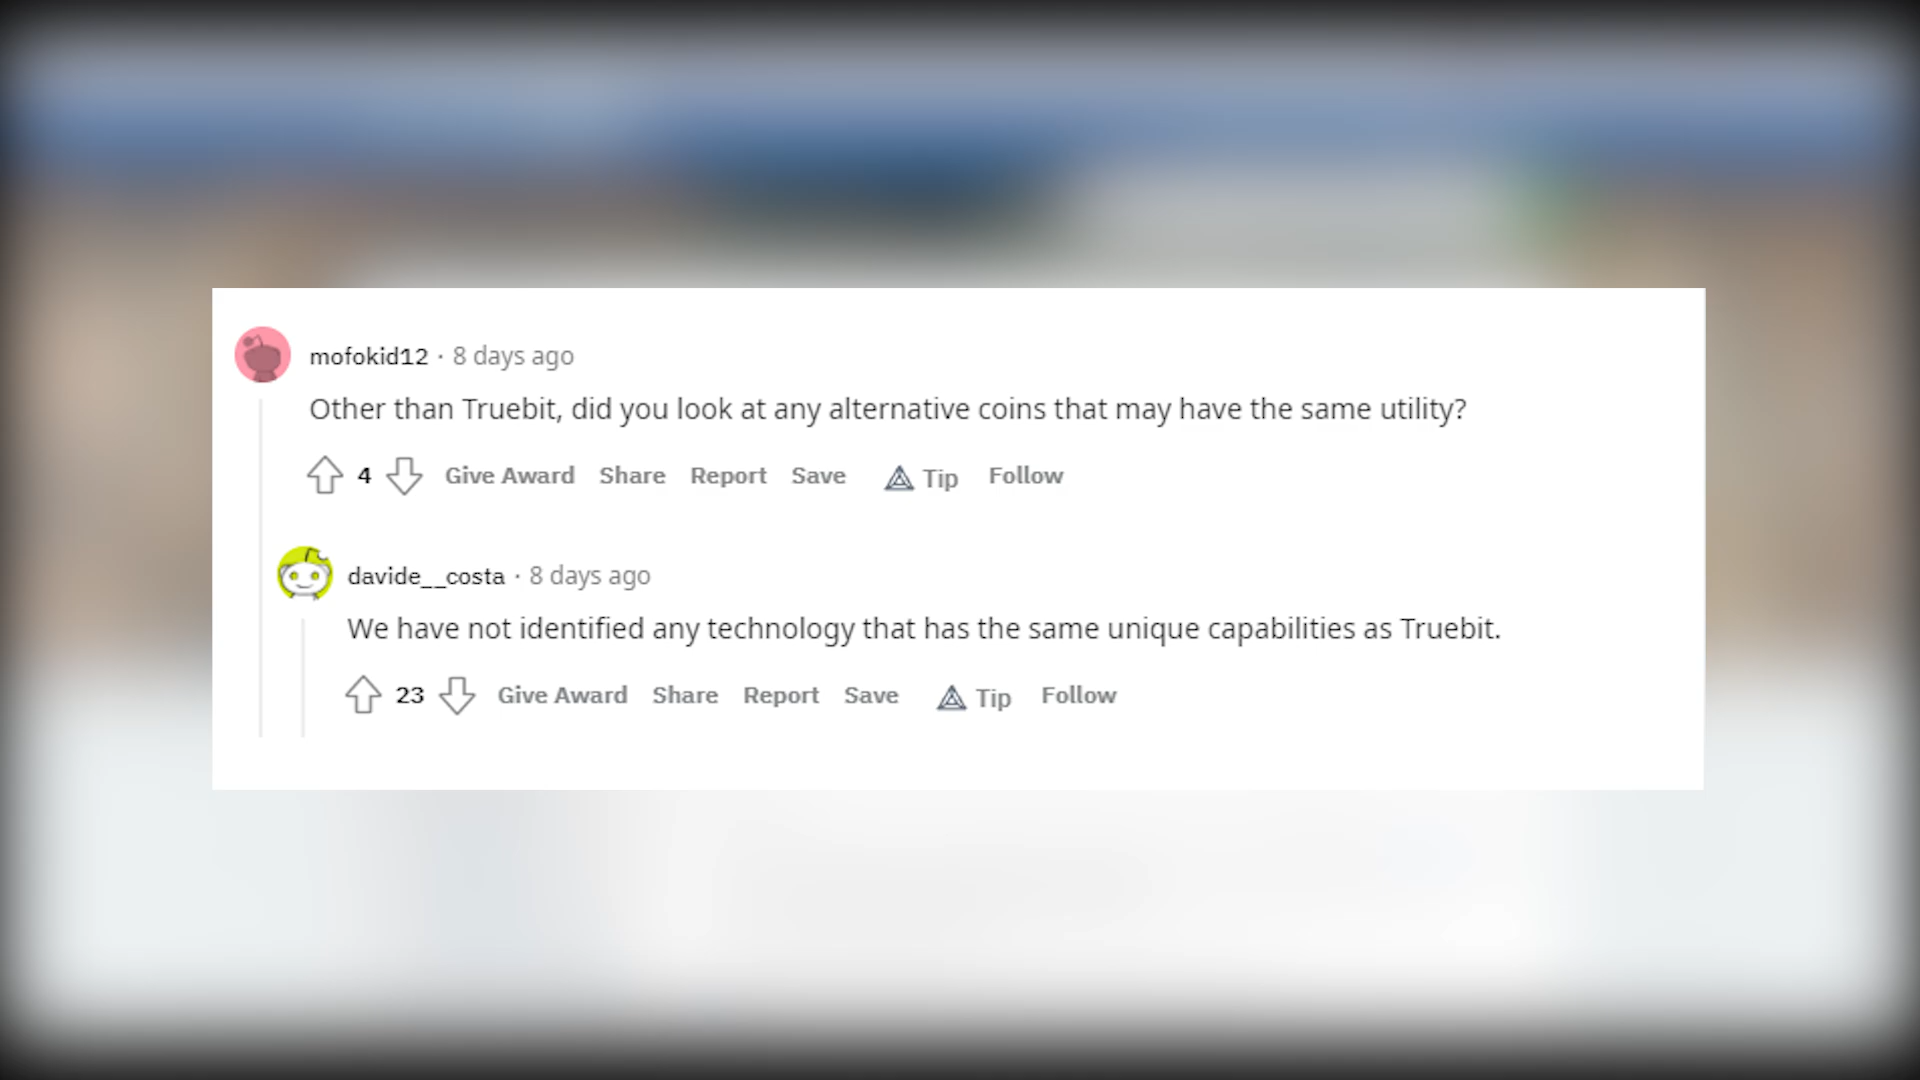 mofokid12 · 8 days ago
Other than Truebit, did you look at any alternative coins that may have the same utility?
4 Give Award Share Report Save Tip Follow
davide__costa · 8 days ago
We have not identified any technology that has the same unique capabilities as Truebit.
23 Give Award Share Report Save Tip Follow